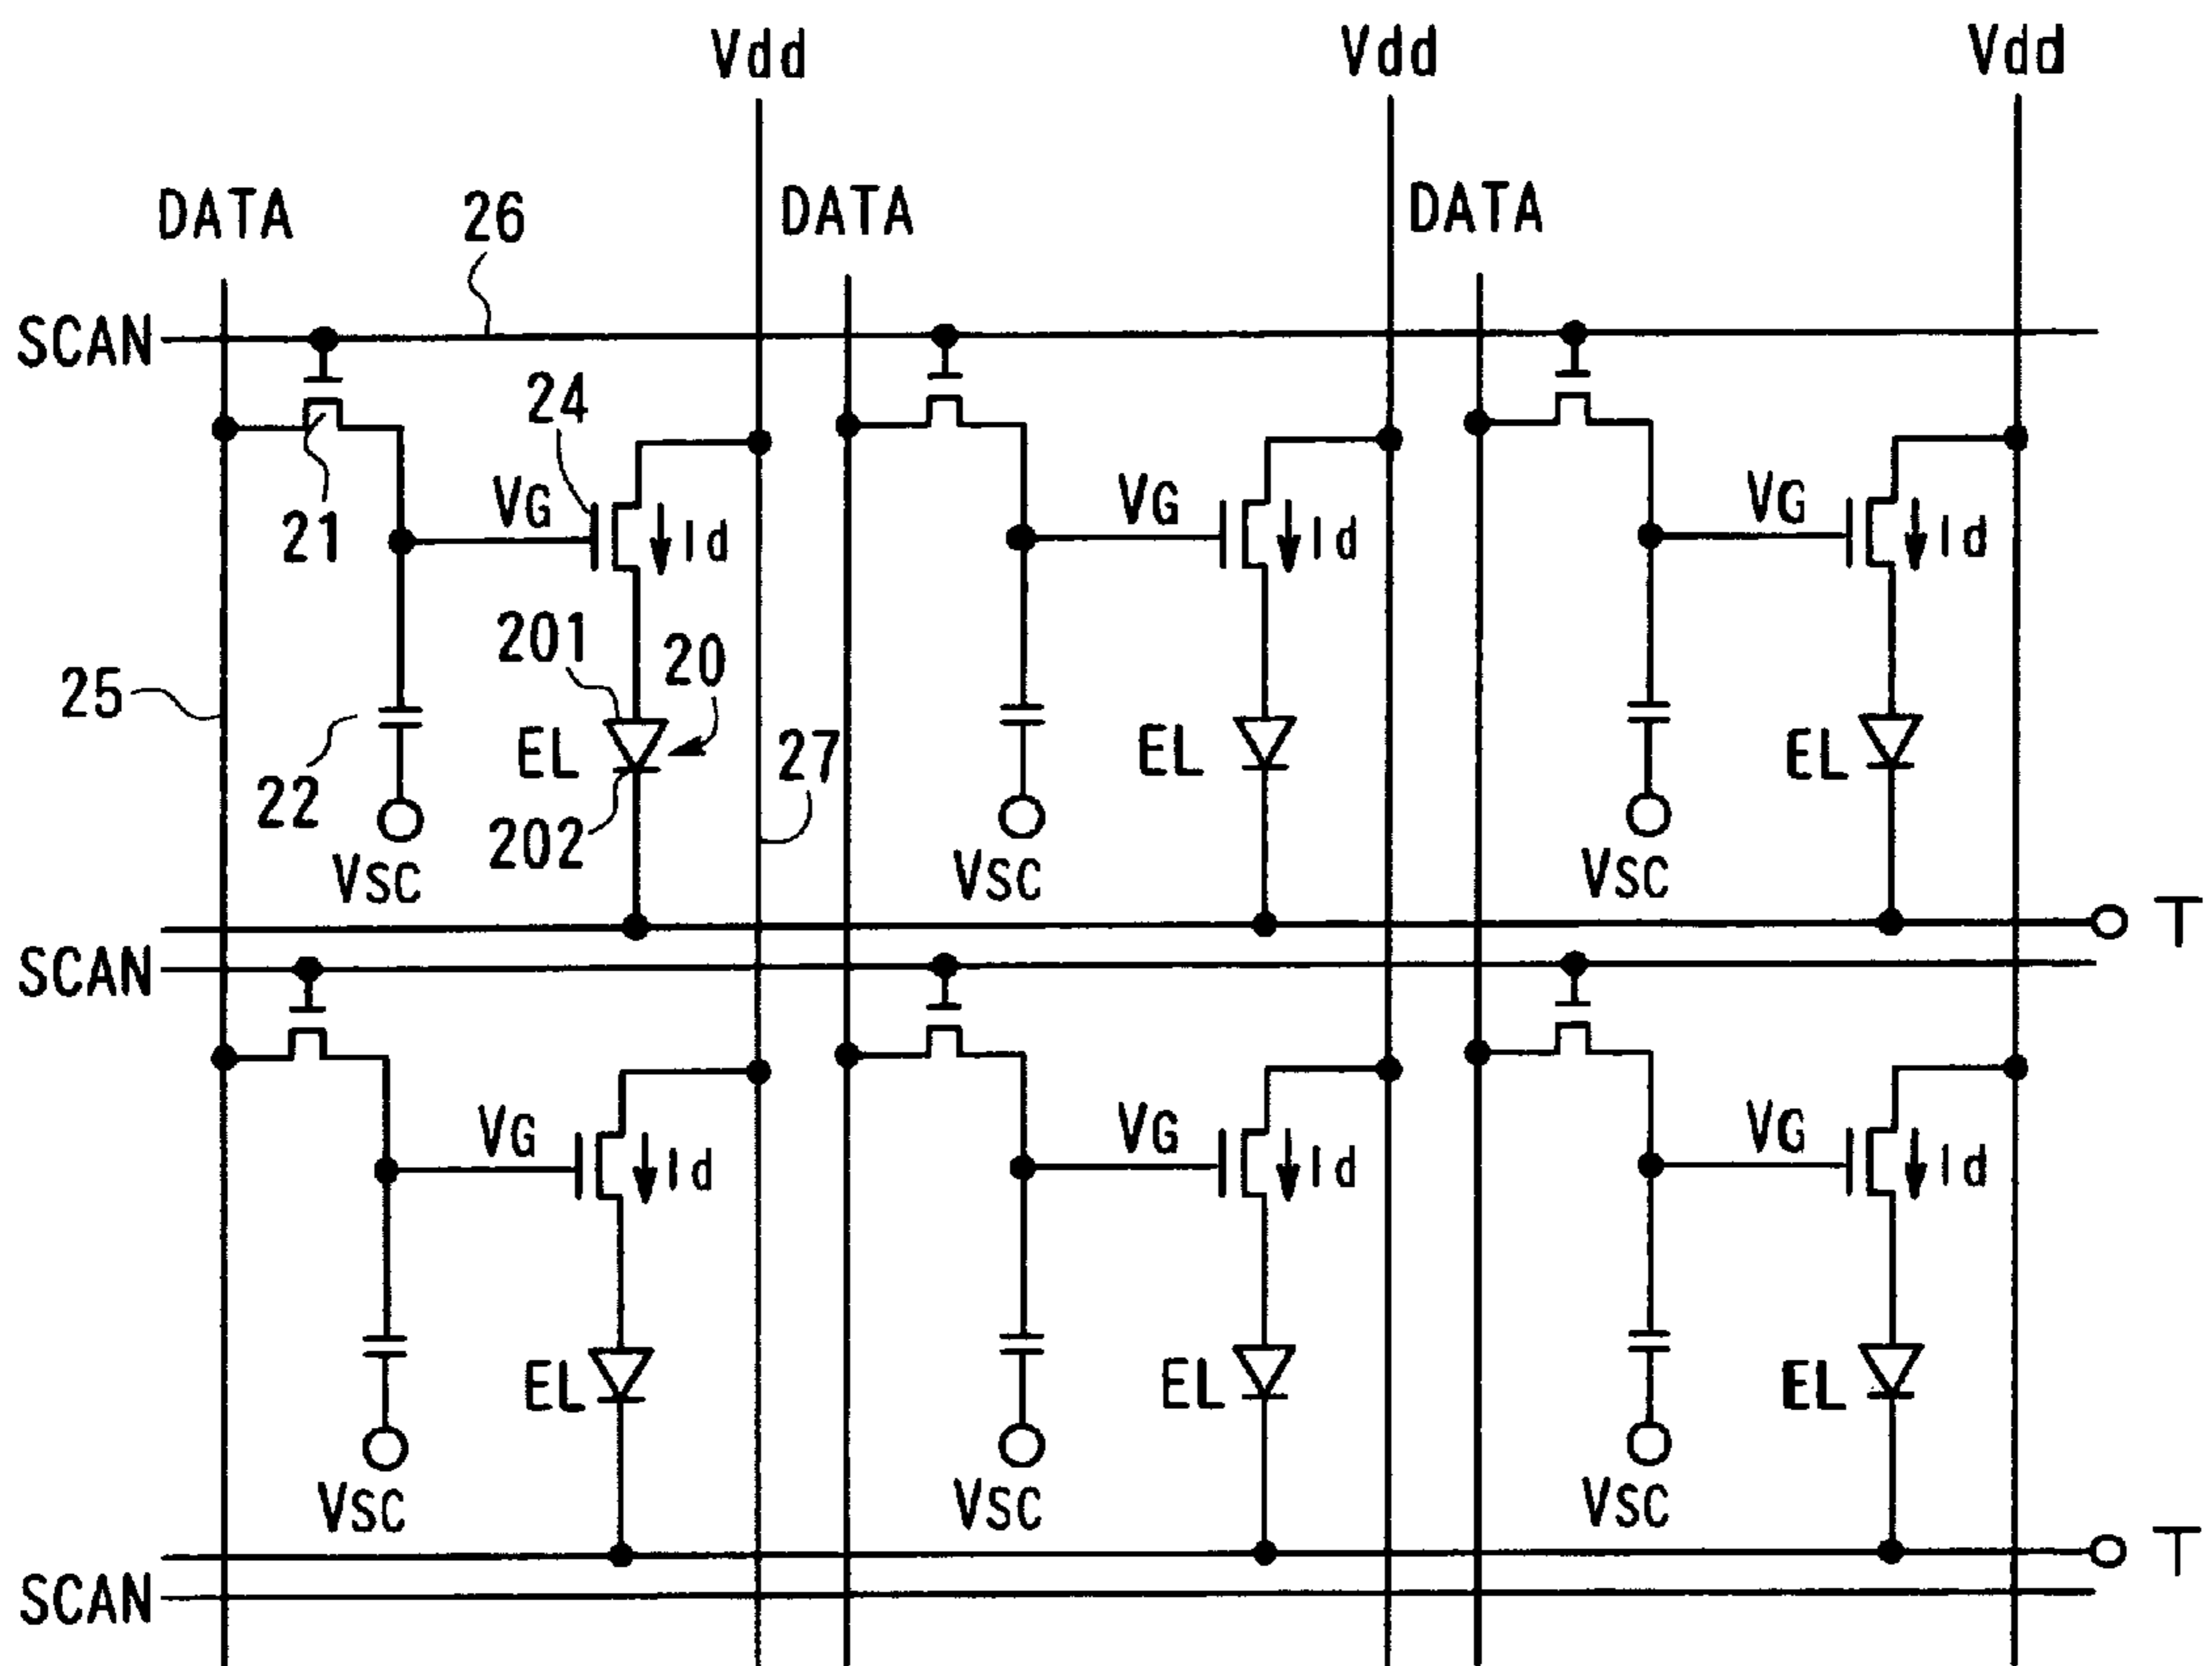 Vdd Vdd Vdd
DATA 26 DATA DATA
SCAN
24
VG Id VG Id VG Id
21
201 20
25
EL 27 EL EL
22 202
VSC VSC VSC
T
SCAN
VG Id VG Id VG Id
EL EL EL
VSC VSC VSC
T
SCAN